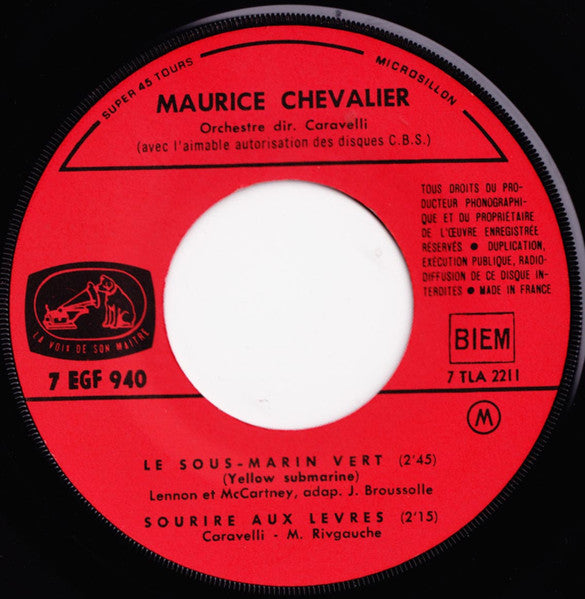 SUPER 45 TOURS
MICROSILLON
MAURICE CHEVALIER
Orchestre dir. Caravelli
(avec l'aimable autorisation des disques C.B.S.)
TOUS DROITS DU PRO-
DUCTEUR PHONOGRAPHI-
QUE ET DU PROPRIÉTAIRE
DE L'ŒUVRE ENREGISTRÉE
RÉSERVÉS ● DUPLICATION,
EXÉCUTION PUBLIQUE, RADIO-
DIFFUSION DE CE DISQUE IN-
TERDITES ● MADE IN FRANCE
LA VOIX DE SON MAITRE
7 EGF 940
BIEM
7 TLA 2211
M
LE SOUS-MARIN VERT (2'45)
(Yellow submarine)
Lennon et McCartney, adap. J. Broussolle
SOURIRE AUX LEVRES (2'15)
Caravelli - M. Rivgauche